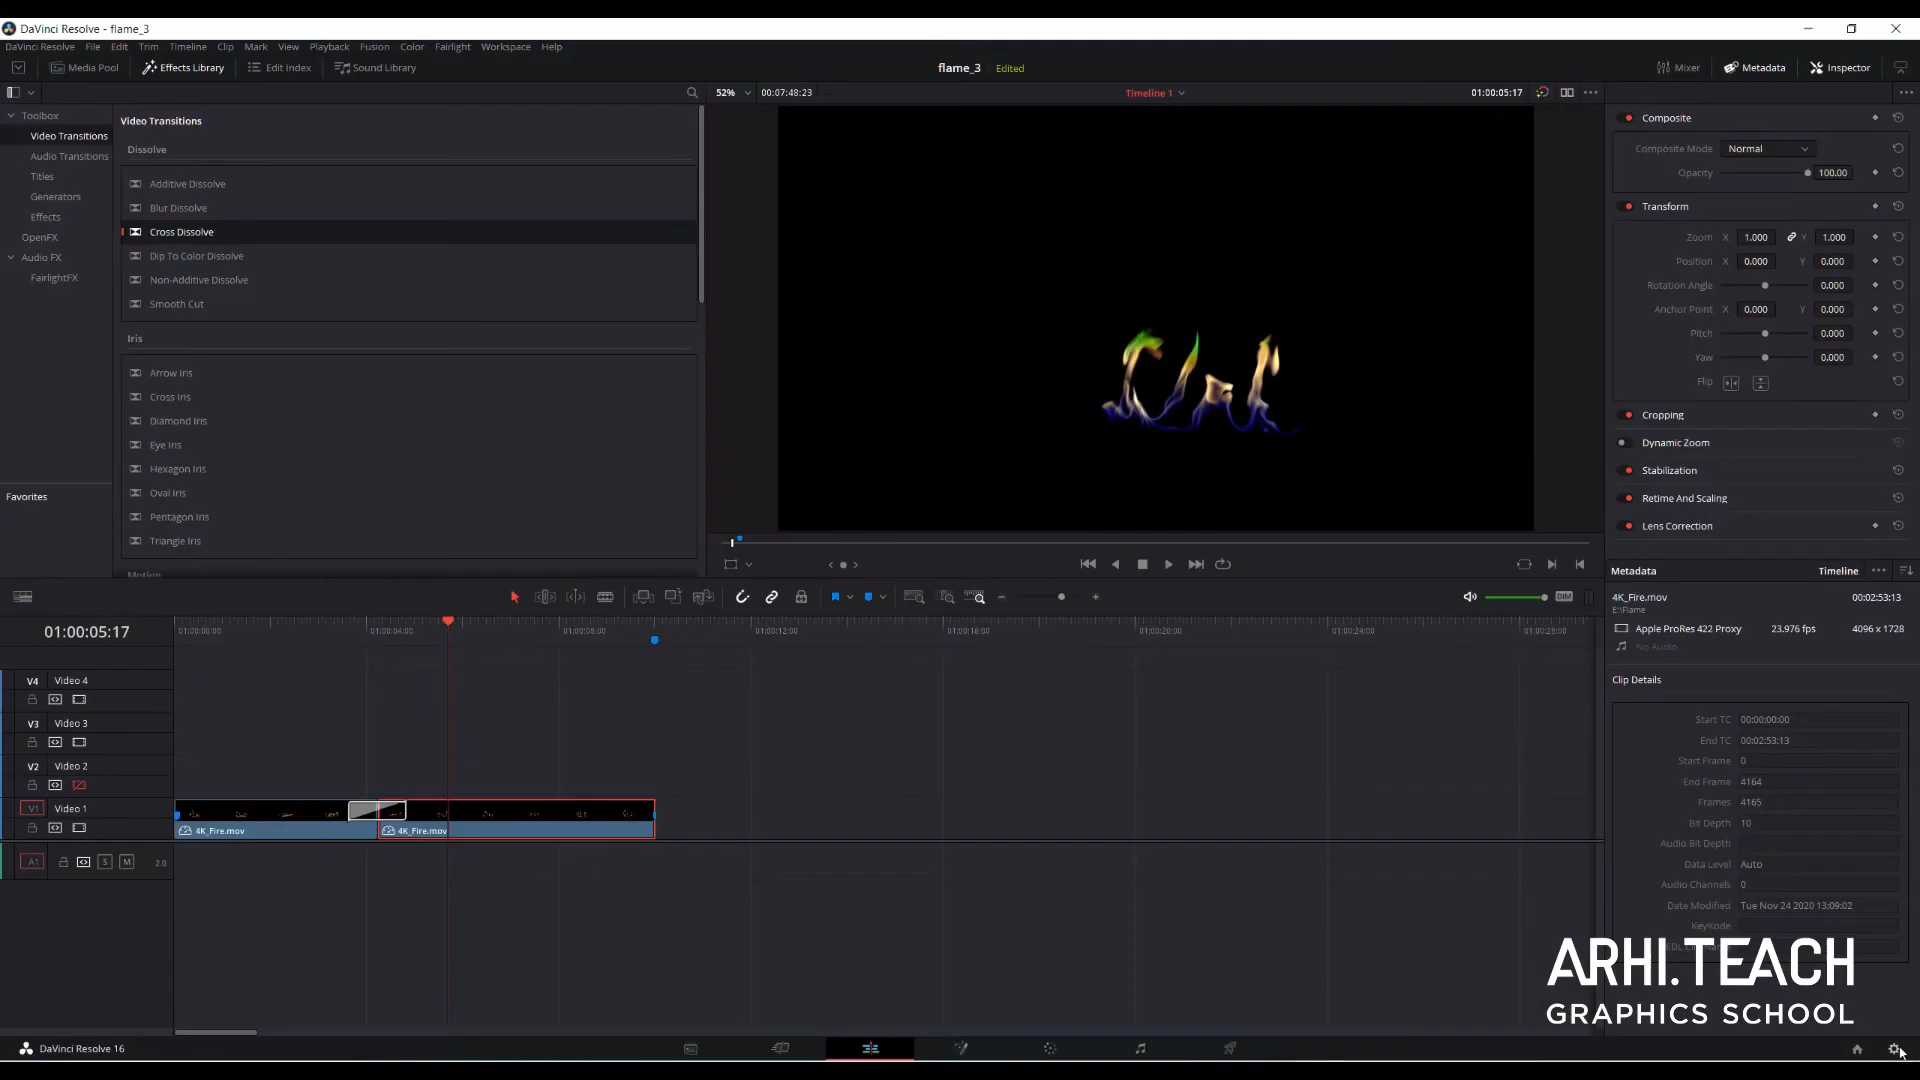 DaVinci Resolve - flame_3
DaVinci Resolve File Edit Trim Timeline Clip Mark View Playback Fusion Color Fairlight Workspace Help
Media Pool Effects Library Edit Index Sound Library flame_3 Edited Mixer Metadata Inspector
52% 00:07:48:23 Timeline 1 01:00:05:17
Toolbox
Video Transitions
Audio Transitions
Titles
Generators
Effects
OpenFX
Audio FX
FairlightFX
Favorites
Video Transitions
Dissolve
Additive Dissolve
Blur Dissolve
Cross Dissolve
Dip To Color Dissolve
Non-Additive Dissolve
Smooth Cut
Iris
Arrow Iris
Cross Iris
Diamond Iris
Eye Iris
Hexagon Iris
Oval Iris
Pentagon Iris
Triangle Iris
Motion
Composite
Composite Mode Normal
Opacity 100.00
Transform
Zoom X 1.000 Y 1.000
Position X 0.000 Y 0.000
Rotation Angle 0.000
Anchor Point X 0.000 Y 0.000
Pitch 0.000
Yaw 0.000
Flip
Cropping
Dynamic Zoom
Stabilization
Retime And Scaling
Lens Correction
DIM
01:00:05:17
01:00:00:00 01:00:04:00 01:00:08:00 01:00:12:00 01:00:16:00 01:00:20:00 01:00:24:00 01:00:28:00
V4 Video 4
V3 Video 3
V2 Video 2
V1 Video 1
4K_Fire.mov 4K_Fire.mov
A1 S M 2.0
Metadata Timeline
4K_Fire.mov 00:02:53:13
E:\Flame
Apple ProRes 422 Proxy 23.976 fps 4096 x 1728
No Audio
Clip Details
Start TC 00:00:00:00
End TC 00:02:53:13
Start Frame 0
End Frame 4164
Frames 4165
Bit Depth 10
Audio Bit Depth
Data Level Auto
Audio Channels 0
Date Modified Tue Nov 24 2020 13:09:02
KeyKode
ARHI.TEACH
GRAPHICS SCHOOL
DaVinci Resolve 16